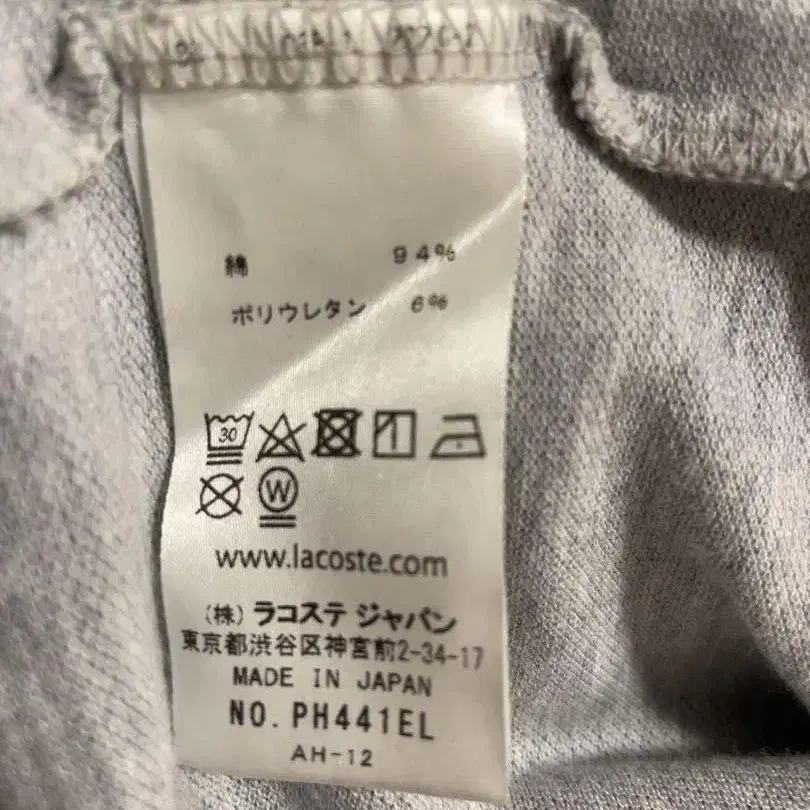 綿 94%
ポリウレタン 6%
30
W
www.lacoste.com
(株) ラコステ ジャパン
東京都渋谷区神宮前2-34-17
MADE IN JAPAN
NO. PH441EL
AH-12